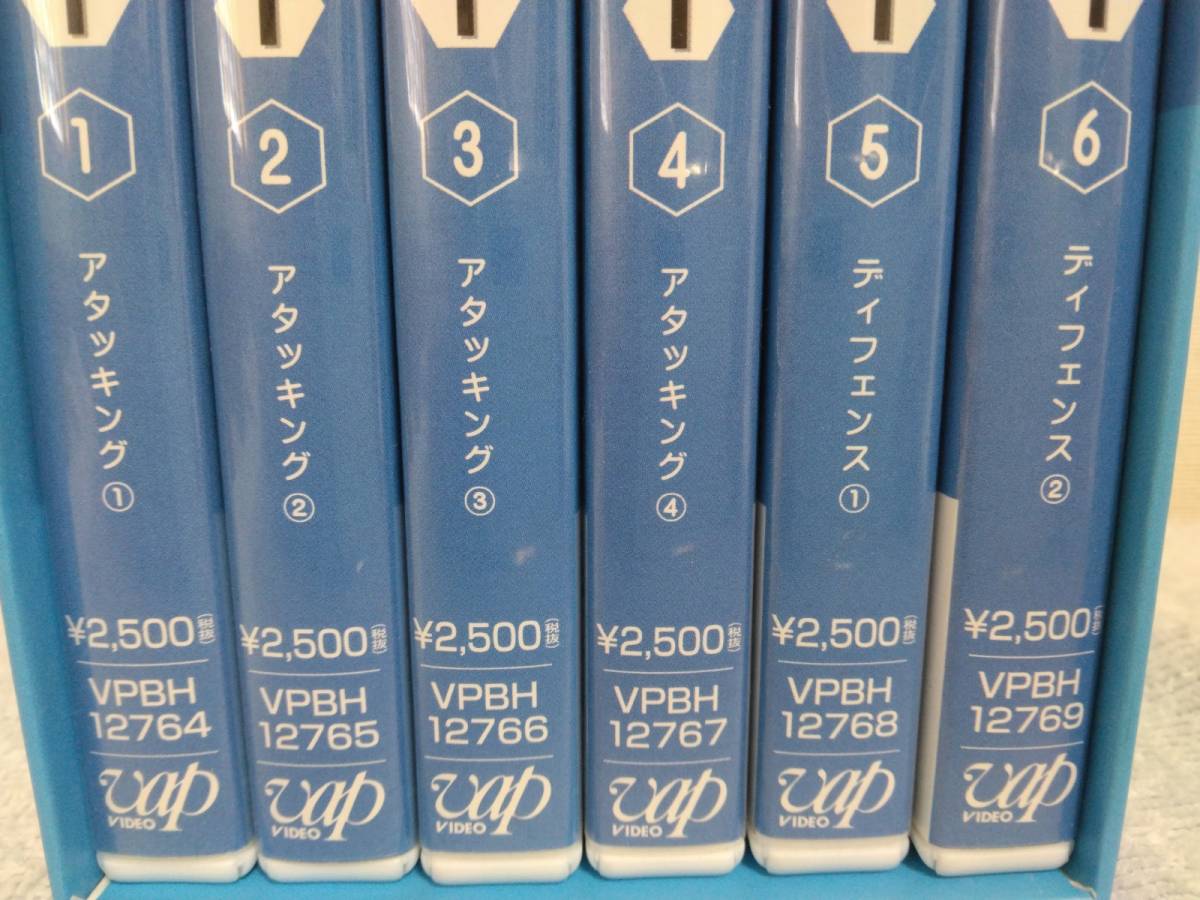 1
アタッキング①
¥2,500(税抜)
VPBH
12764
vap
VIDEO
2
アタッキング②
¥2,500(税抜)
VPBH
12765
vap
VIDEO
3
アタッキング③
¥2,500(税抜)
VPBH
12766
vap
VIDEO
4
アタッキング④
¥2,500(税抜)
VPBH
12767
vap
VIDEO
5
ディフェンス①
¥2,500(税抜)
VPBH
12768
vap
VIDEO
6
ディフェンス②
¥2,500
VPBH
12769
vap
VIDEO